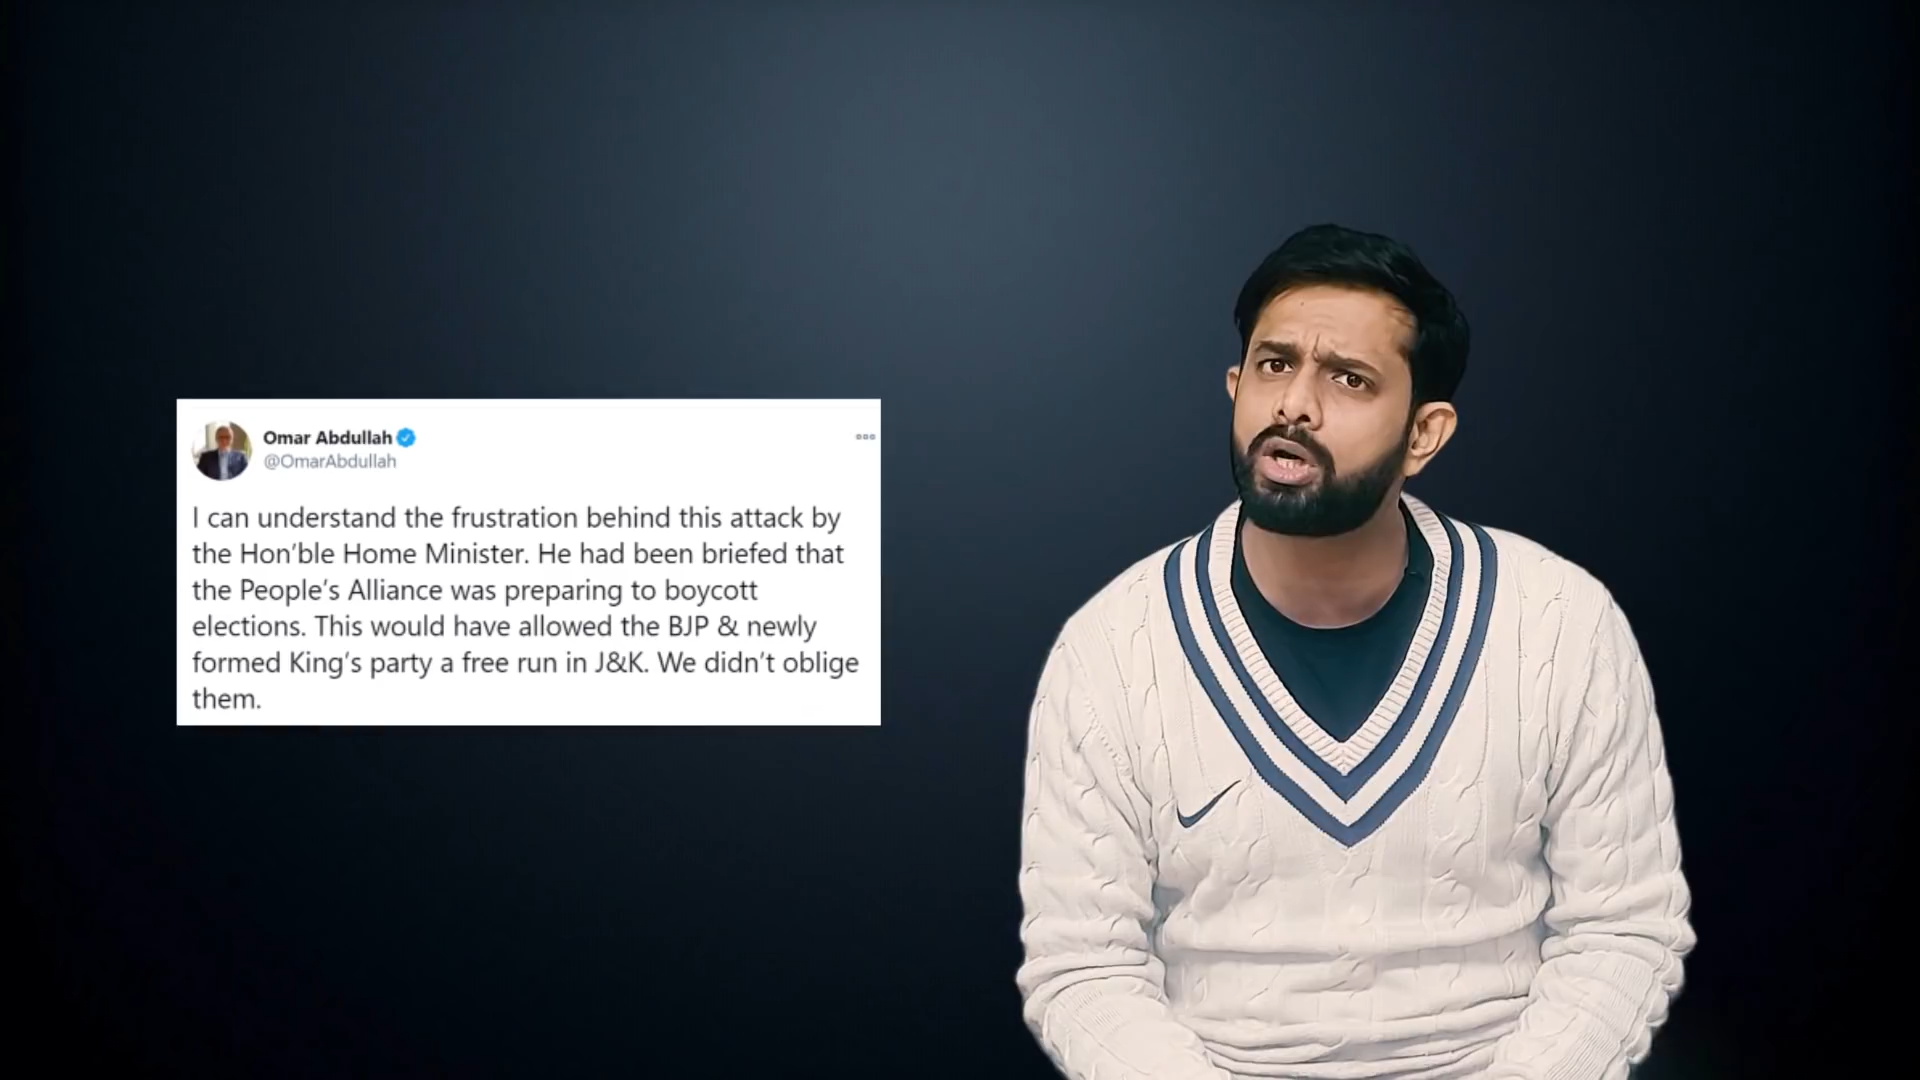 Omar Abdullah
@OmarAbdullah
I can understand the frustration behind this attack by
the Hon’ble Home Minister. He had been briefed that
the People’s Alliance was preparing to boycott
elections. This would have allowed the BJP & newly
formed King’s party a free run in J&K. We didn’t oblige
them.